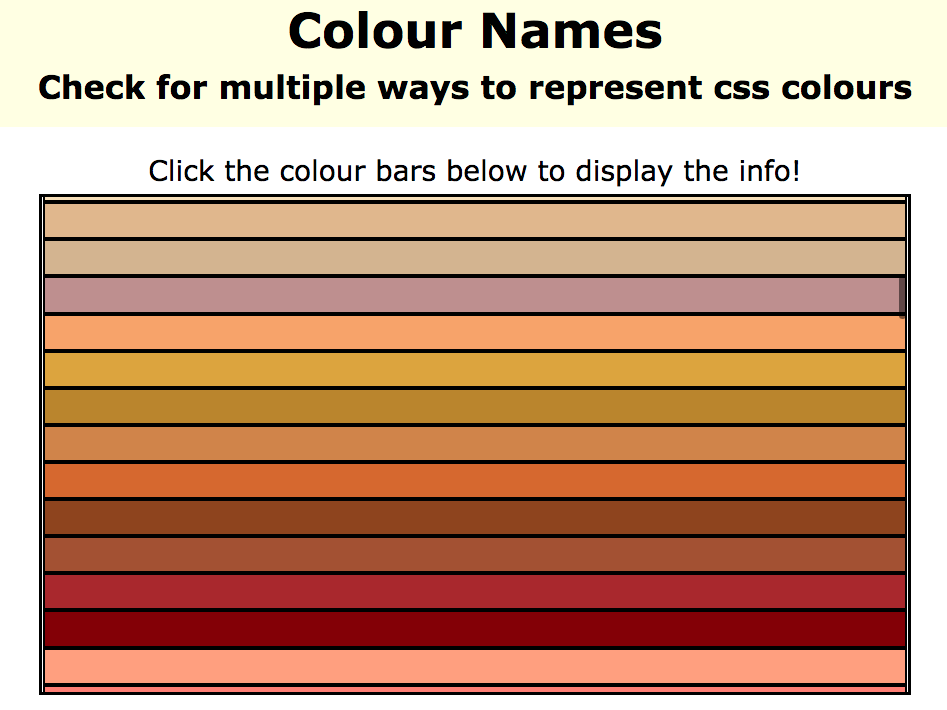 Colour Names
Check for multiple ways to represent css colours
Click the colour bars below to display the info!